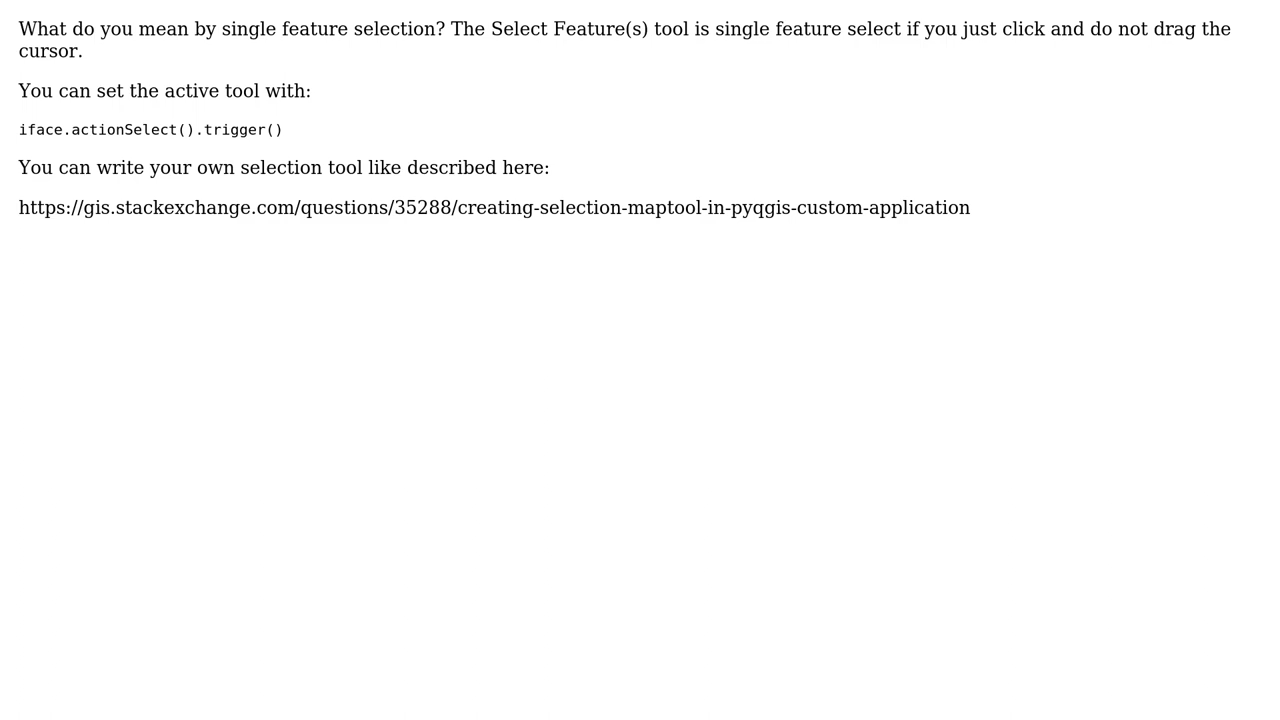 What do you mean by single feature selection? The Select Feature(s) tool is single feature select if you just click and do not drag the
cursor.
You can set the active tool with:
iface.actionSelect().trigger()
You can write your own selection tool like described here:
https://gis.stackexchange.com/questions/35288/creating-selection-maptool-in-pyqgis-custom-application